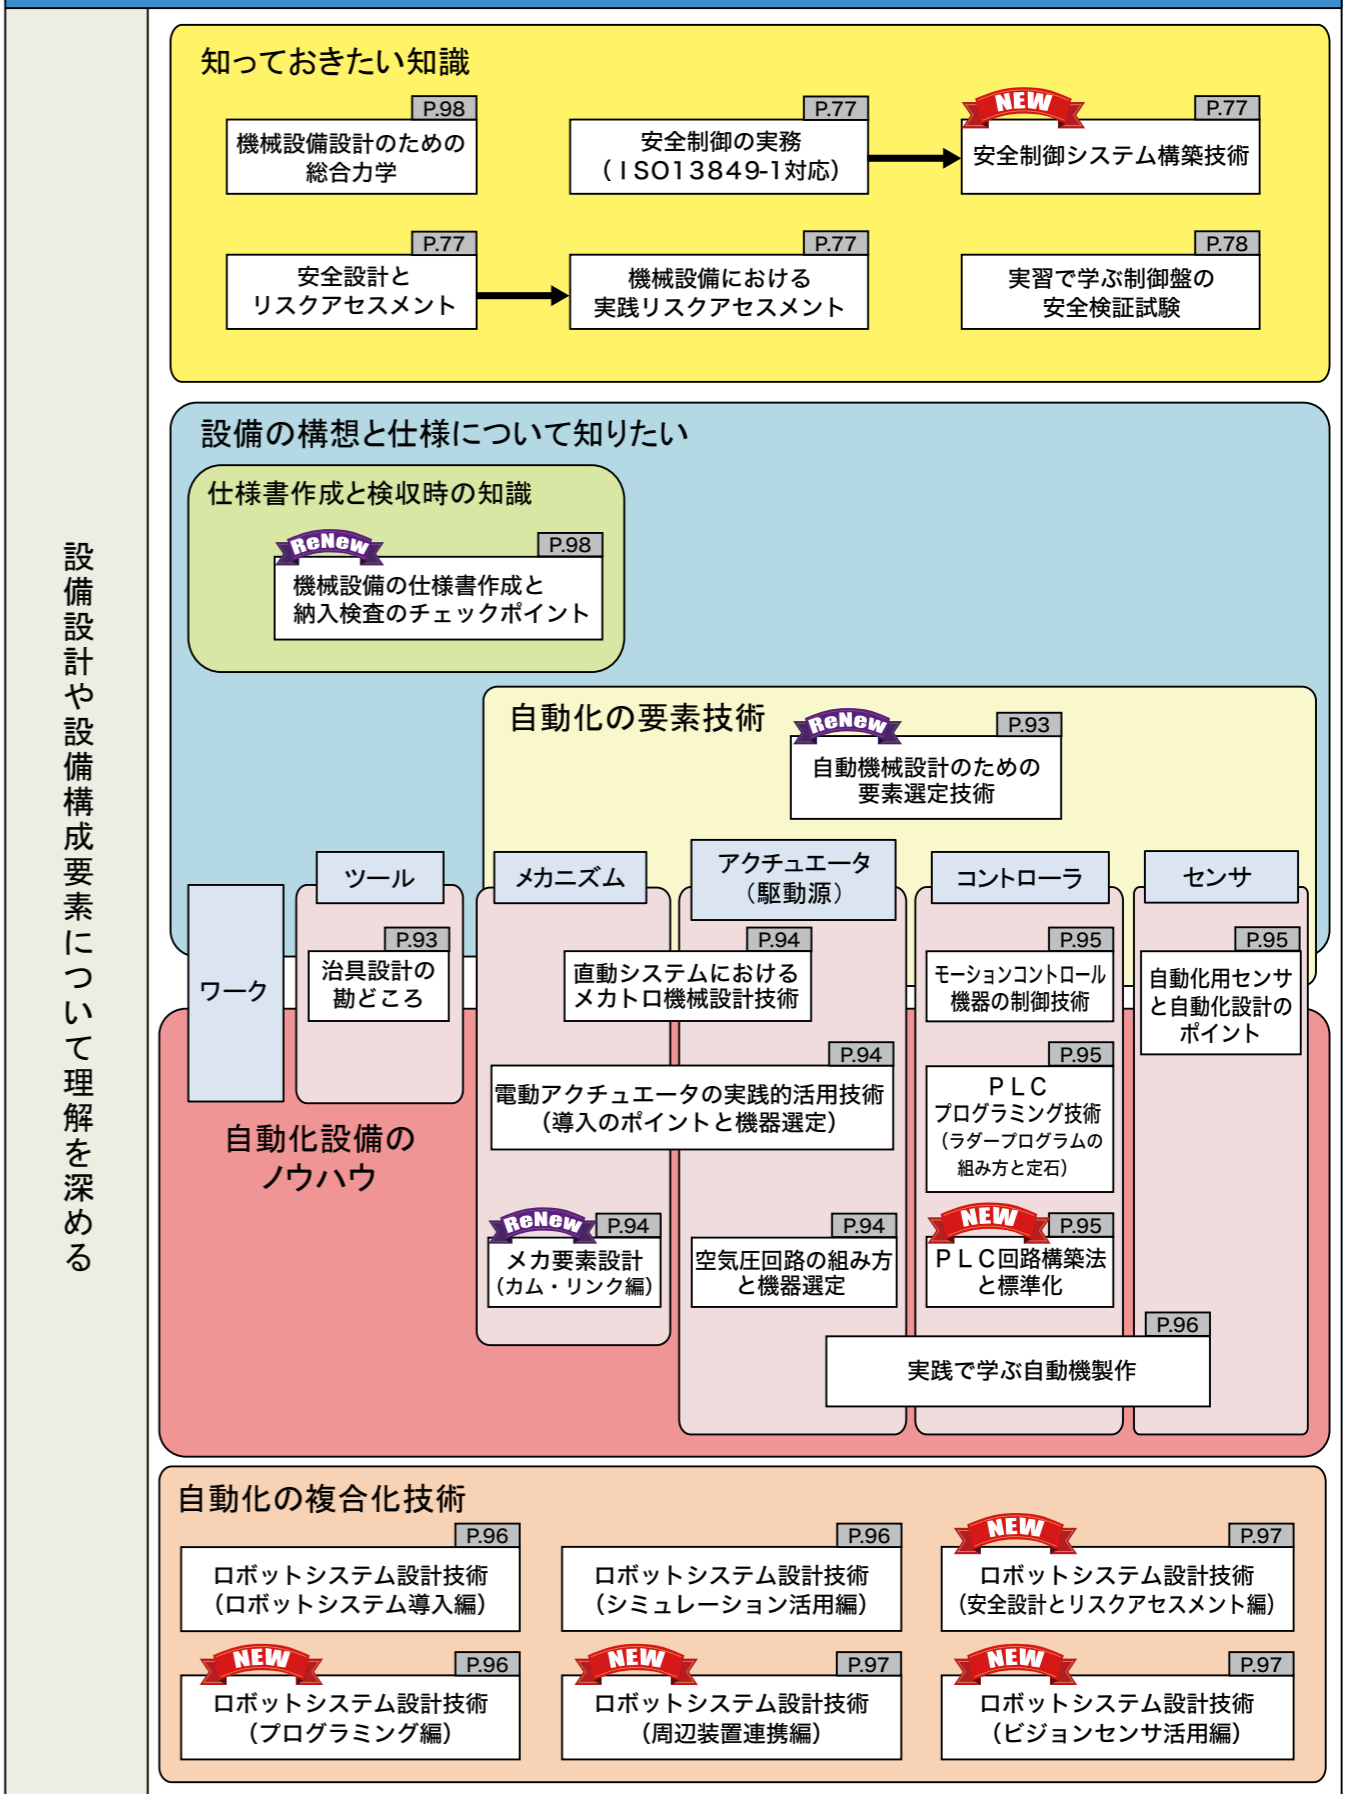 設備設計や設備構成要素について理解を深める
知っておきたい知識
P.98
機械設備設計のための
総合力学
P.77
安全制御の実務
（ＩＳＯ１３８４９-1対応）
NEW
P.77
安全制御システム構築技術
P.77
安全設計と
リスクアセスメント
P.77
機械設備における
実践リスクアセスメント
P.78
実習で学ぶ制御盤の
安全検証試験
設備の構想と仕様について知りたい
仕様書作成と検収時の知識
ReNew
P.98
機械設備の仕様書作成と
納入検査のチェックポイント
自動化の要素技術
ReNew
P.93
自動機械設計のための
要素選定技術
ワーク
ツール
メカニズム
アクチュエータ
（駆動源）
コントローラ
センサ
P.93
治具設計の
勘どころ
P.94
直動システムにおける
メカトロ機械設計技術
P.95
モーションコントロール
機器の制御技術
P.95
自動化用センサ
と自動化設計の
ポイント
自動化設備の
ノウハウ
P.94
電動アクチュエータの実践的活用技術
（導入のポイントと機器選定）
P.95
ＰＬＣ
プログラミング技術
（ラダープログラムの
組み方と定石）
ReNew
P.94
メカ要素設計
（カム・リンク編）
P.94
空気圧回路の組み方
と機器選定
NEW
P.95
ＰＬＣ回路構築法
と標準化
P.96
実践で学ぶ自動機製作
自動化の複合化技術
P.96
ロボットシステム設計技術
（ロボットシステム導入編）
P.96
ロボットシステム設計技術
（シミュレーション活用編）
NEW
P.97
ロボットシステム設計技術
（安全設計とリスクアセスメント編）
NEW
P.96
ロボットシステム設計技術
（プログラミング編）
NEW
P.97
ロボットシステム設計技術
（周辺装置連携編）
NEW
P.97
ロボットシステム設計技術
（ビジョンセンサ活用編）